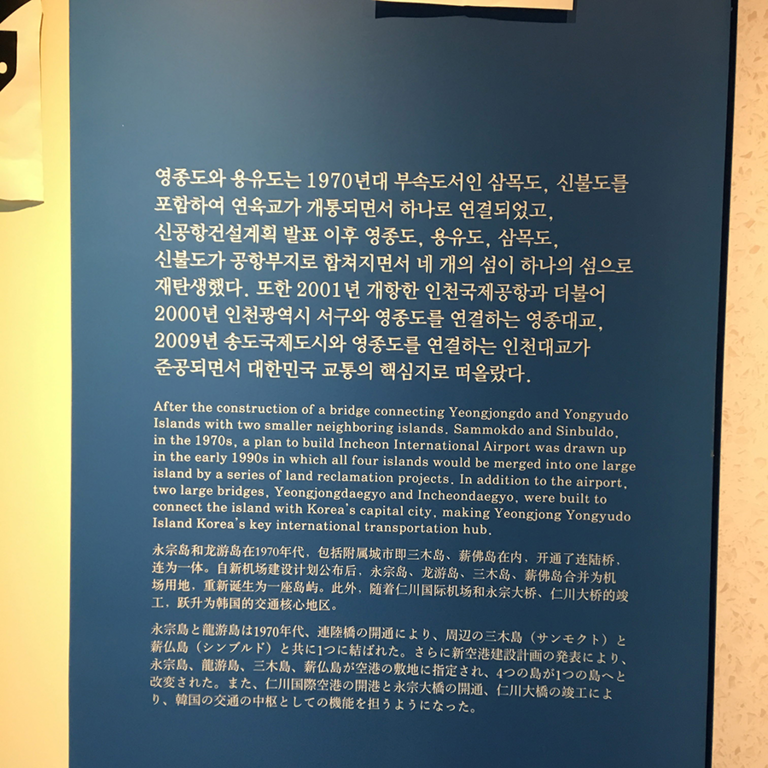 영종도와 용유도는 1970년대 부속도서인 삼목도, 신불도를
포함하여 연육교가 개통되면서 하나로 연결되었고,
신공항건설계획 발표 이후 영종도, 용유도, 삼목도,
신불도가 공항부지로 합쳐지면서 네 개의 섬이 하나의 섬으로
재탄생했다. 또한 2001년 개항한 인천국제공항과 더불어
2000년 인천광역시 서구와 영종도를 연결하는 영종대교,
2009년 송도국제도시와 영종도를 연결하는 인천대교가
준공되면서 대한민국 교통의 핵심지로 떠올랐다.
After the construction of a bridge connecting Yeongjongdo and Yongyudo
Islands with two smaller neighboring islands. Sammokdo and Sinbuldo,
in the 1970s, a plan to build Incheon International Airport was drawn up
in the early 1990s in which all four islands would be merged into one large
island by a series of land reclamation projects. In addition to the airport,
two large bridges, Yeongjongdaegyo and Incheondaegyo, were built to
connect the island with Korea's capital city, making Yeongjong Yongyudo
Island Korea's key international transportation hub.
永宗岛和龙游岛在1970年代，包括附属城市即三木岛、薪佛岛在内，开通了连陆桥，
连为一体。自新机场建设计划公布后，永宗岛、龙游岛、三木岛、薪佛岛合并为机
场用地，重新诞生为一座岛屿。此外，随着仁川国际机场和永宗大桥、仁川大桥的竣
工，跃升为韩国的交通核心地区。
永宗島と龍游島は1970年代、連陸橋の開通により、周辺の三木島（サンモクト）と
薪仏島（シンブルド）と共に1つに結ばれた。さらに新空港建設計画の発表により、
永宗島、龍游島、三木島、薪仏島が空港の敷地に指定され、4つの島が1つの島へと
改変された。また、仁川国際空港の開港と永宗大橋の開通、仁川大橋の竣工によ
り、韓国の交通の中枢としての機能を担うようになった。